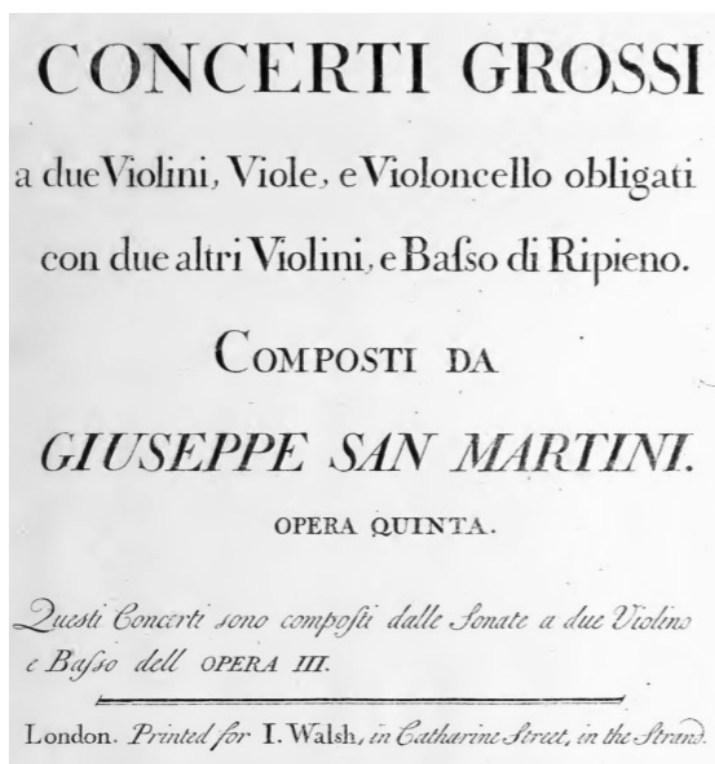 CONCERTI GROSSI
a due Violini, Viole, e Violoncello obligati
con due altri Violini, e Baſso di Ripieno.
COMPOSTI DA
GIUSEPPE SAN MARTINI.
OPERA QUINTA.
Questi Concerti sono compoſti dalle Sonate a due Violino
e Baſso dell OPERA III.
London. Printed for I. Walsh, in Catharine Street, in the Strand.